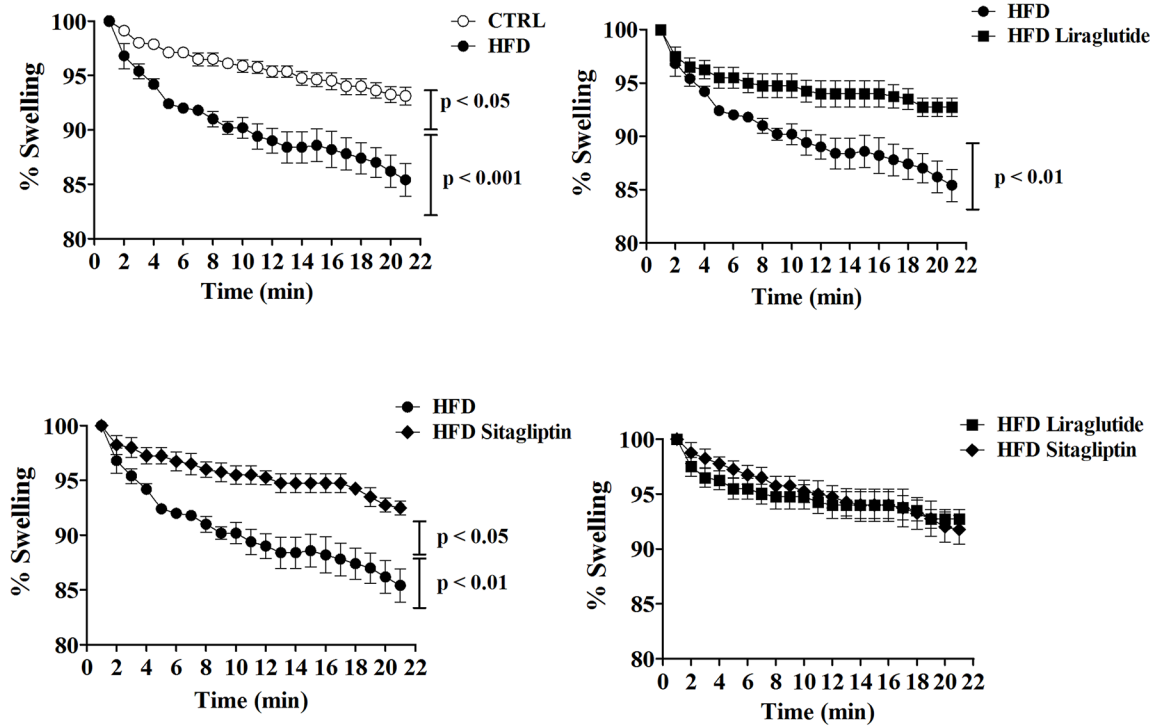 CTRL
HFD
100
95
90
85
80
% Swelling
p < 0.05
p < 0.001
0 2 4 6 8 10 12 14 16 18 20 22
Time (min)
HFD
HFD Liraglutide
100
95
90
85
80
% Swelling
p < 0.01
0 2 4 6 8 10 12 14 16 18 20 22
Time (min)
HFD
HFD Sitagliptin
100
95
90
85
80
% Swelling
p < 0.05
p < 0.01
0 2 4 6 8 10 12 14 16 18 20 22
Time (min)
HFD Liraglutide
HFD Sitagliptin
100
95
90
85
80
% Swelling
0 2 4 6 8 10 12 14 16 18 20 22
Time (min)